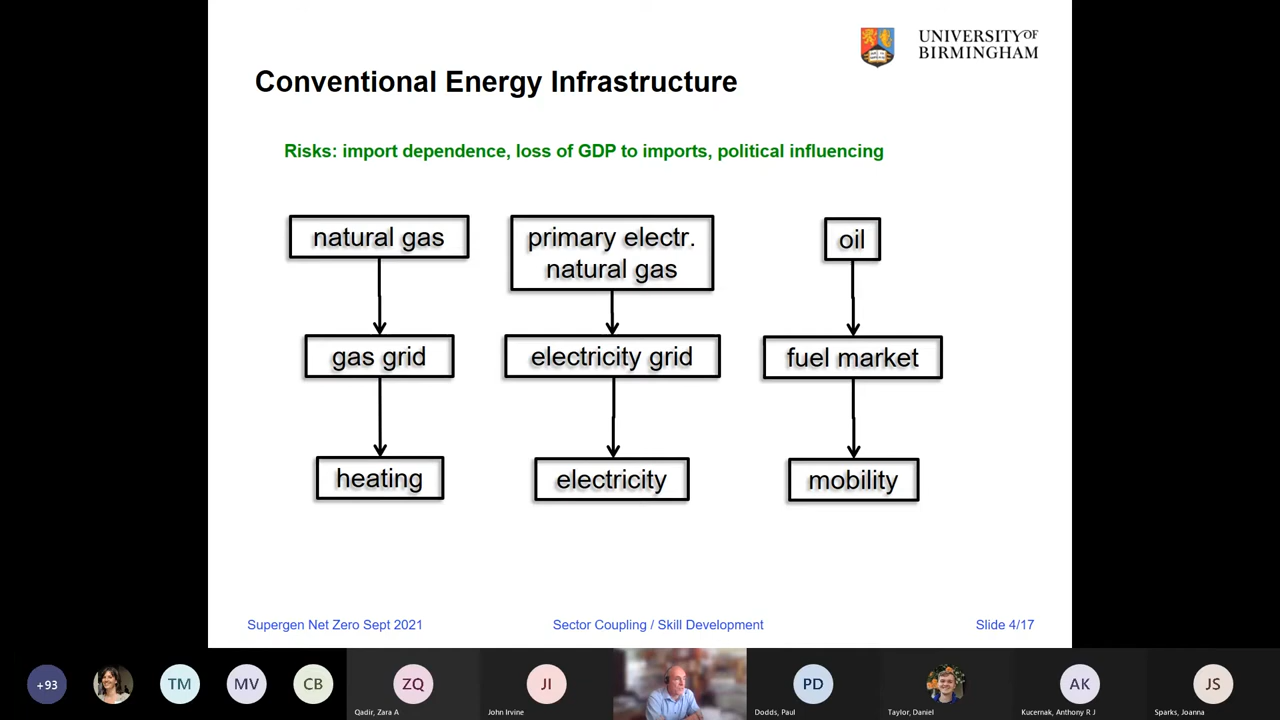 UNIVERSITY OF
BIRMINGHAM
Conventional Energy Infrastructure
Risks: import dependence, loss of GDP to imports, political influencing
natural gas
primary electr.
natural gas
oil
gas grid
electricity grid
fuel market
heating
electricity
mobility
Supergen Net Zero Sept 2021
Sector Coupling / Skill Development
Slide 4/17
+93
TM
MV
CB
ZQ
JI
PD
AK
JS
Qadir, Zara A
John Irvine
Dodds, Paul
Taylor, Daniel
Kucernak, Anthony R J
Sparks, Joanna